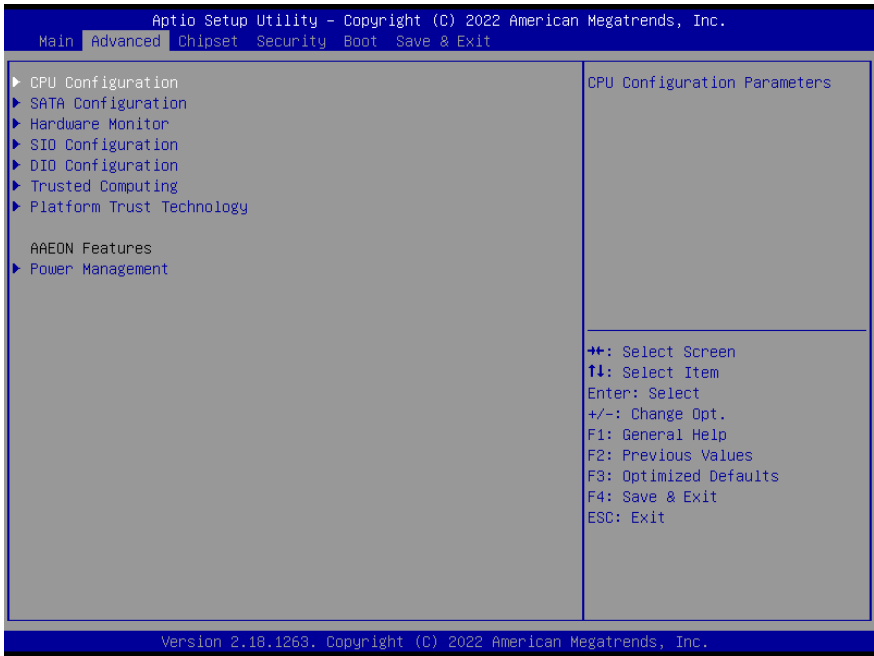 Aptio Setup Utility – Copyright (C) 2022 American Megatrends, Inc.
Main Advanced Chipset Security Boot Save & Exit
CPU Configuration
SATA Configuration
Hardware Monitor
SIO Configuration
DIO Configuration
Trusted Computing
Platform Trust Technology
AAEON Features
Power Management
CPU Configuration Parameters
→←: Select Screen
↑↓: Select Item
Enter: Select
+/-: Change Opt.
F1: General Help
F2: Previous Values
F3: Optimized Defaults
F4: Save & Exit
ESC: Exit
Version 2.18.1263. Copyright (C) 2022 American Megatrends, Inc.